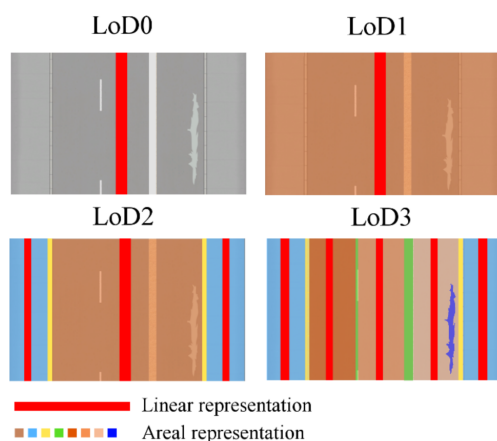 LoD0
LoD1
LoD2
LoD3
Linear representation
Areal representation